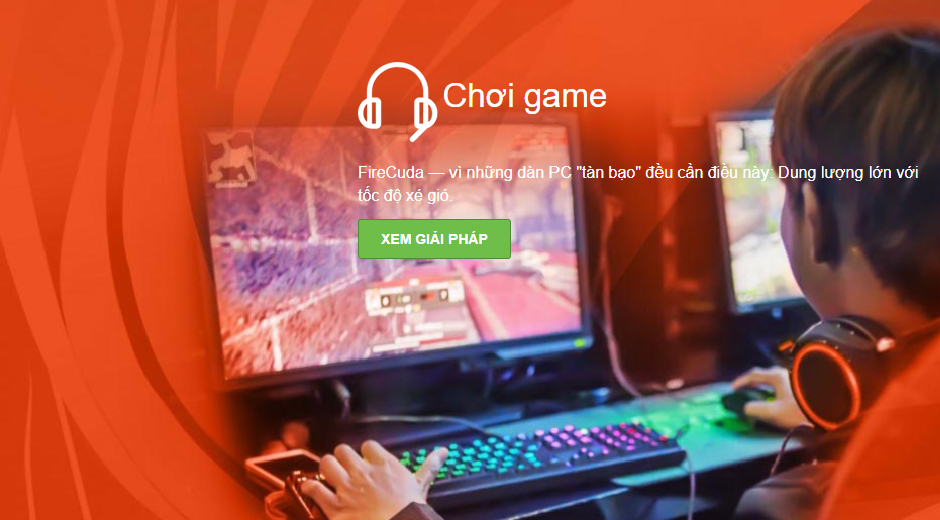 Chơi game
FireCuda — vì những dàn PC "tàn bạo" đều cần điều này: Dung lượng lớn với
tốc độ xé gió.
XEM GIẢI PHÁP